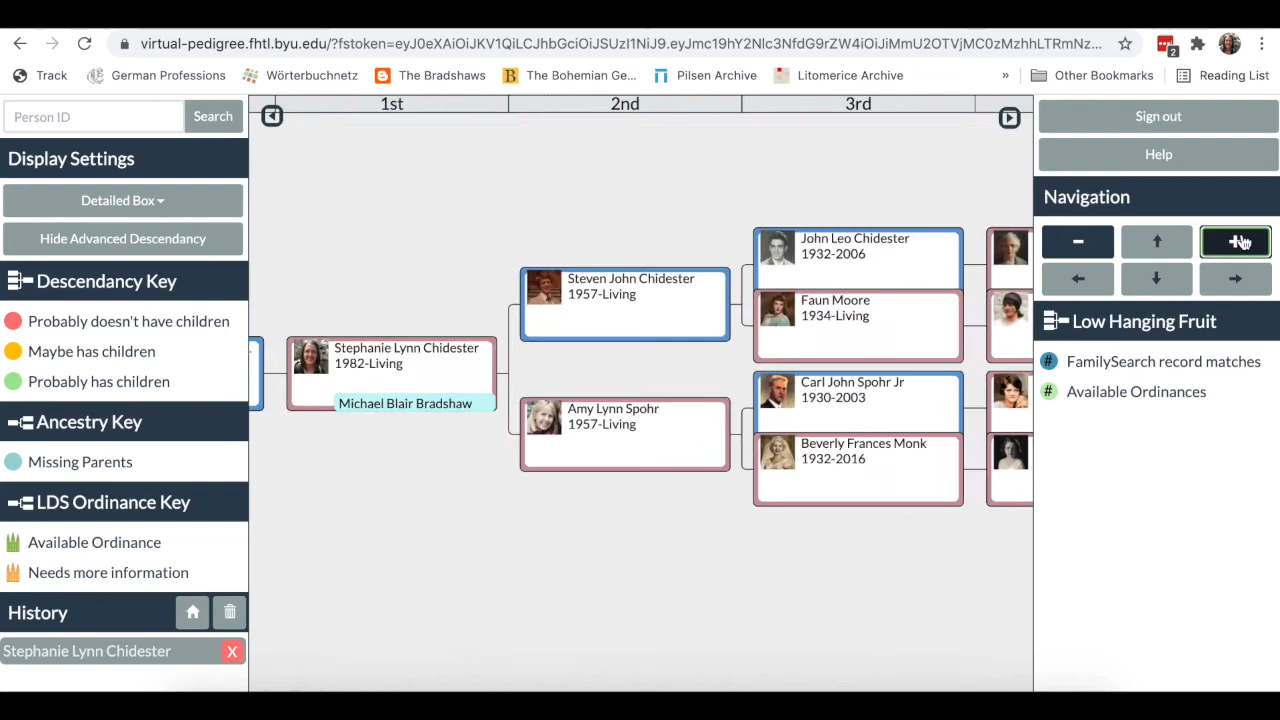 virtual-pedigree.fhtl.byu.edu/?fstoken=eyJ0eXAiOiJKV1QiLCJhbGciOiJSUzI1NiJ9.eyJmc19hY2Nlc3NfdG9rZW4iOiJiMmU2OTVjMC0zMzhhLTRmNz...
2
Track
German Professions
Wörterbuchnetz
The Bradshaws
The Bohemian Ge...
Pilsen Archive
Litomerice Archive
»
Other Bookmarks
Reading List
Person ID
Search
1st
2nd
3rd
Sign out
Help
Display Settings
Detailed Box
Hide Advanced Descendancy
Descendancy Key
Probably doesn't have children
Maybe has children
Probably has children
Ancestry Key
Missing Parents
LDS Ordinance Key
Available Ordinance
Needs more information
History
Stephanie Lynn Chidester
X
Stephanie Lynn Chidester
1982-Living
Michael Blair Bradshaw
Steven John Chidester
1957-Living
Amy Lynn Spohr
1957-Living
John Leo Chidester
1932-2006
Faun Moore
1934-Living
Carl John Spohr Jr
1930-2003
Beverly Frances Monk
1932-2016
Navigation
Low Hanging Fruit
# FamilySearch record matches
# Available Ordinances